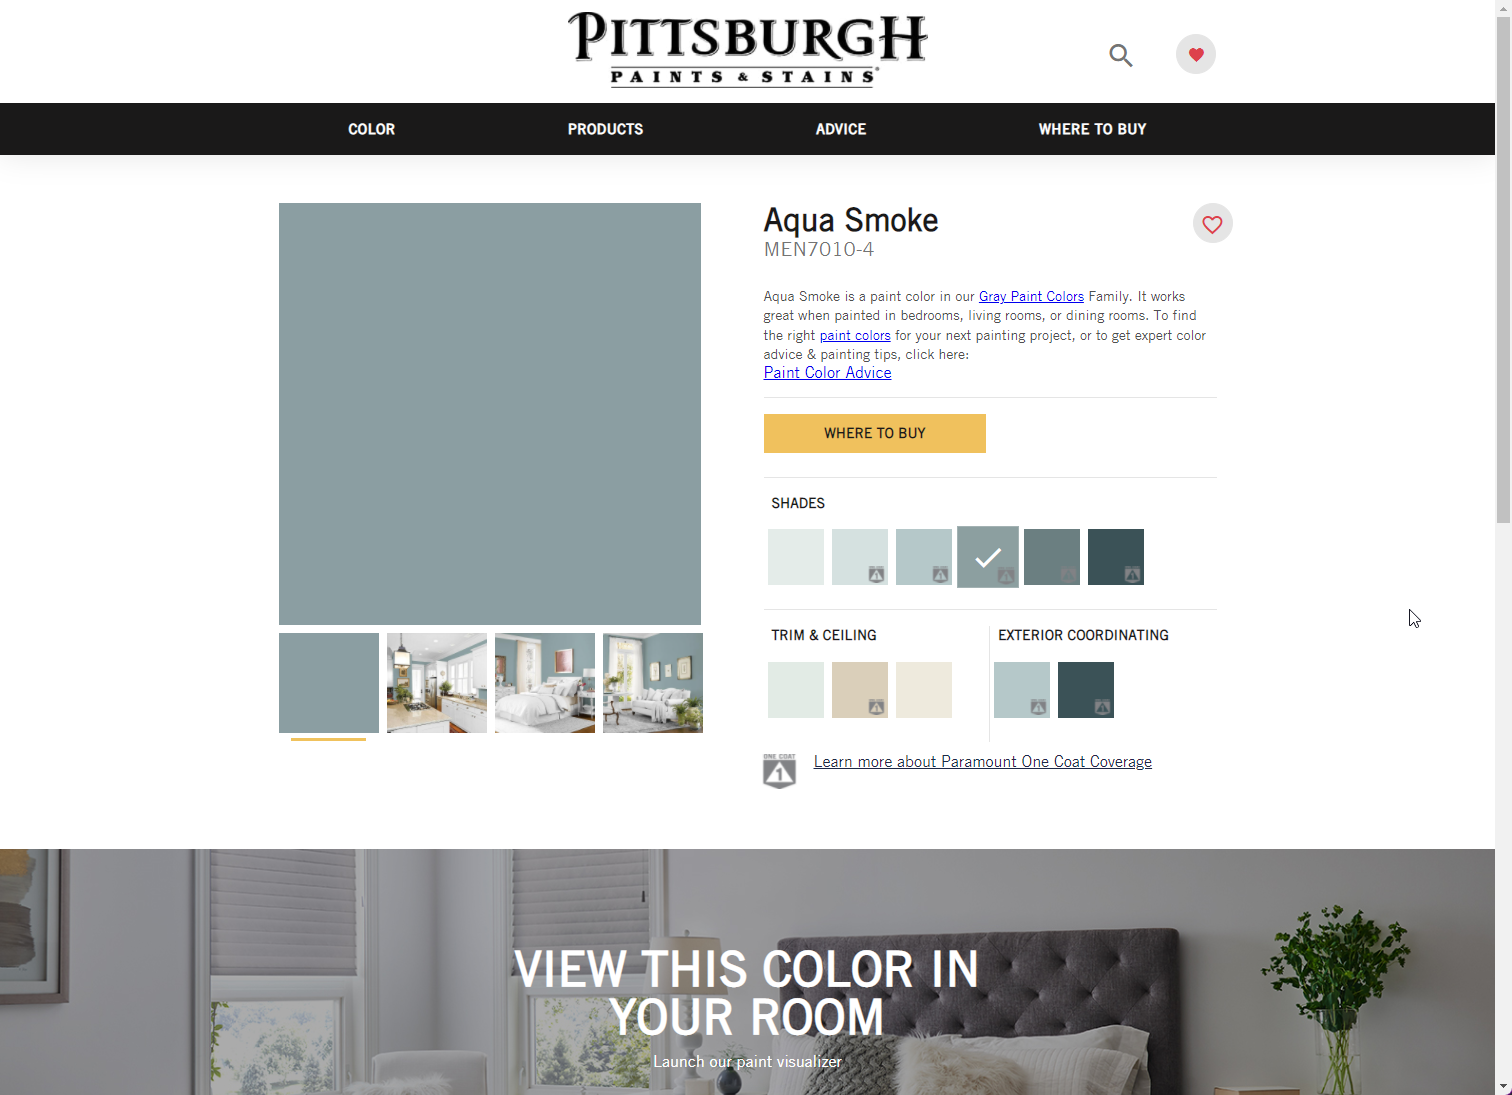 PITTSBURGH
PAINTS & STAINS
COLOR
PRODUCTS
ADVICE
WHERE TO BUY
Aqua Smoke
MEN7010-4
Aqua Smoke is a paint color in our Gray Paint Colors Family. It works
great when painted in bedrooms, living rooms, or dining rooms. To find
the right paint colors for your next painting project, or to get expert color
advice & painting tips, click here:
Paint Color Advice
WHERE TO BUY
SHADES
TRIM & CEILING
EXTERIOR COORDINATING
ONE COAT
1
Learn more about Paramount One Coat Coverage
VIEW THIS COLOR IN
YOUR ROOM
Launch our paint visualizer